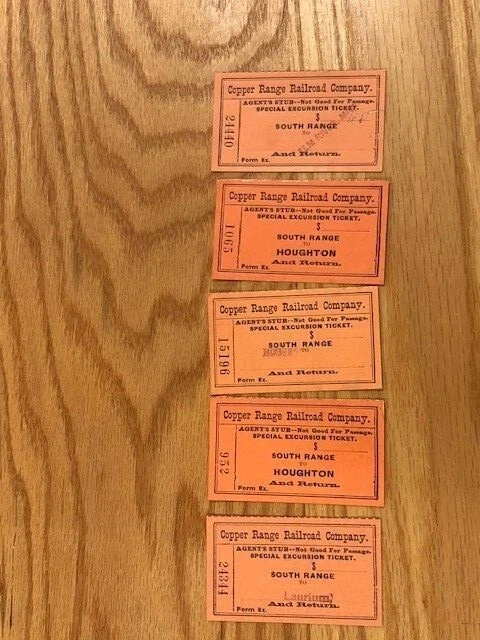 Copper Range Railroad Company.
AGENT'S STUB--Not Good For Passage.
SPECIAL EXCURSION TICKET.
$
SOUTH RANGE
TO
ELM RIVER
And Return.
Form Ex.
24440
Copper Range Railroad Company.
AGENT'S STUB--Not Good For Passage.
SPECIAL EXCURSION TICKET.
$
SOUTH RANGE
TO
HOUGHTON
And Return.
Form Ex.
1065
Copper Range Railroad Company.
AGENT'S STUB--Not Good For Passage.
SPECIAL EXCURSION TICKET.
$
SOUTH RANGE
TO
And Return.
Form Ex.
15196
Copper Range Railroad Company.
AGENT'S STUB--Not Good For Passage.
SPECIAL EXCURSION TICKET.
$
SOUTH RANGE
TO
HOUGHTON
And Return.
Form Ex.
952
Copper Range Railroad Company.
AGENT'S STUB--Not Good For Passage.
SPECIAL EXCURSION TICKET.
$
SOUTH RANGE
TO
Laurium,
And Return.
Form Ex.
24344